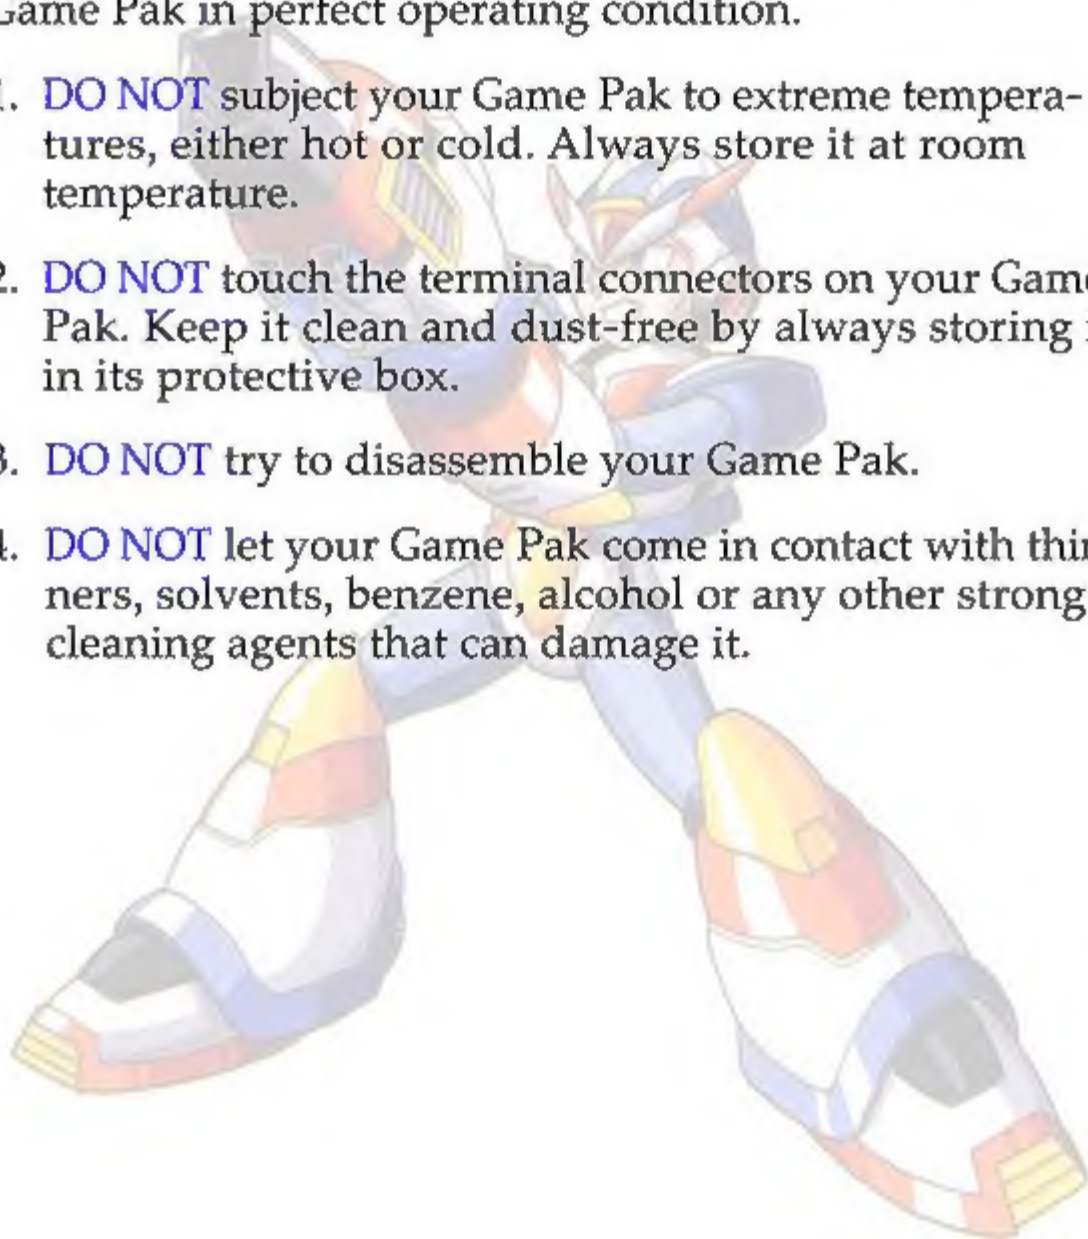 Game Pak in perfect operating condition.
. DO NOT subject your Game Pak to extreme tempera-
tures, either hot or cold. Always store it at room
temperature.
2. DO NOT touch the terminal connectors on your Game
Pak. Keep it clean and dust-free by always storing
in its protective box.
3. DO NOT try to disassemble your Game Pak.
. DO NOT let your Game Pak come in contact with thin
ners, solvents, benzene, alcohol or any other strong
cleaning agents that can damage it.